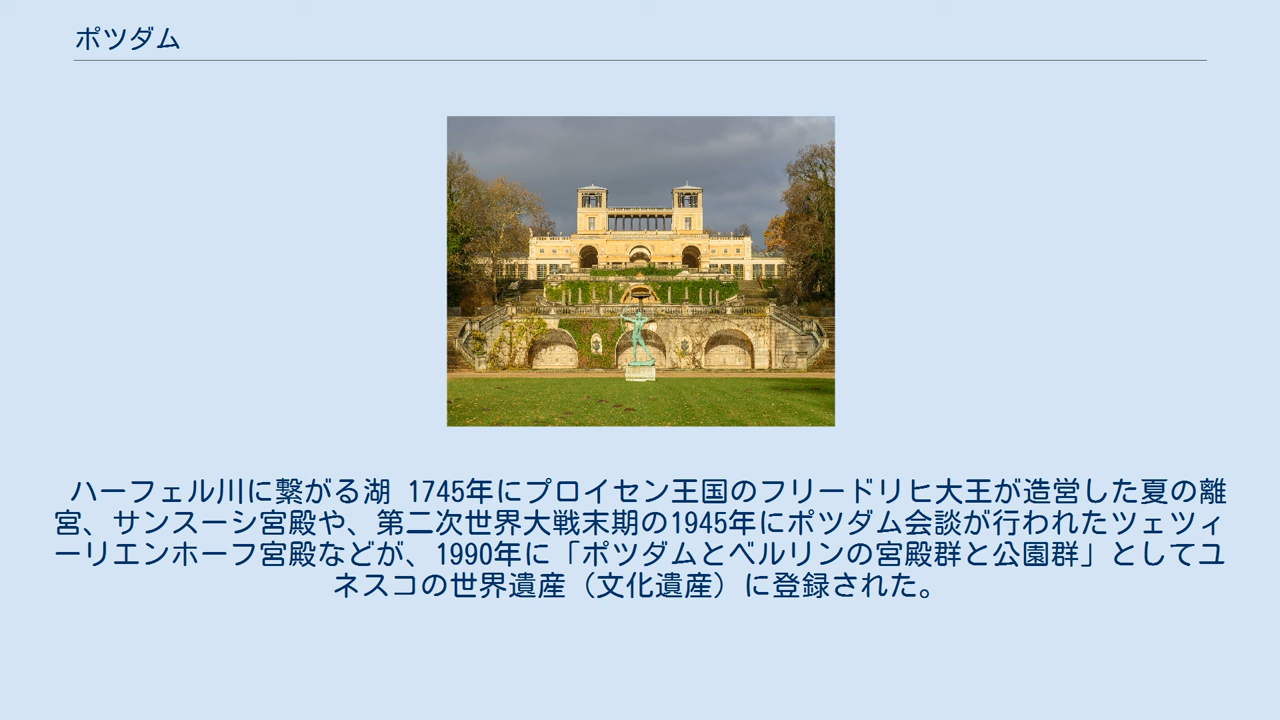 ポツダム
ハーフェル川に繋がる湖 1745年にプロイセン王国のフリードリヒ大王が造営した夏の離
宮、サンスーシ宮殿や、第二次世界大戦末期の1945年にポツダム会談が行われたツェツィ
ーリエンホーフ宮殿などが、1990年に「ポツダムとベルリンの宮殿群と公園群」としてユ
ネスコの世界遺産（文化遺産）に登録された。